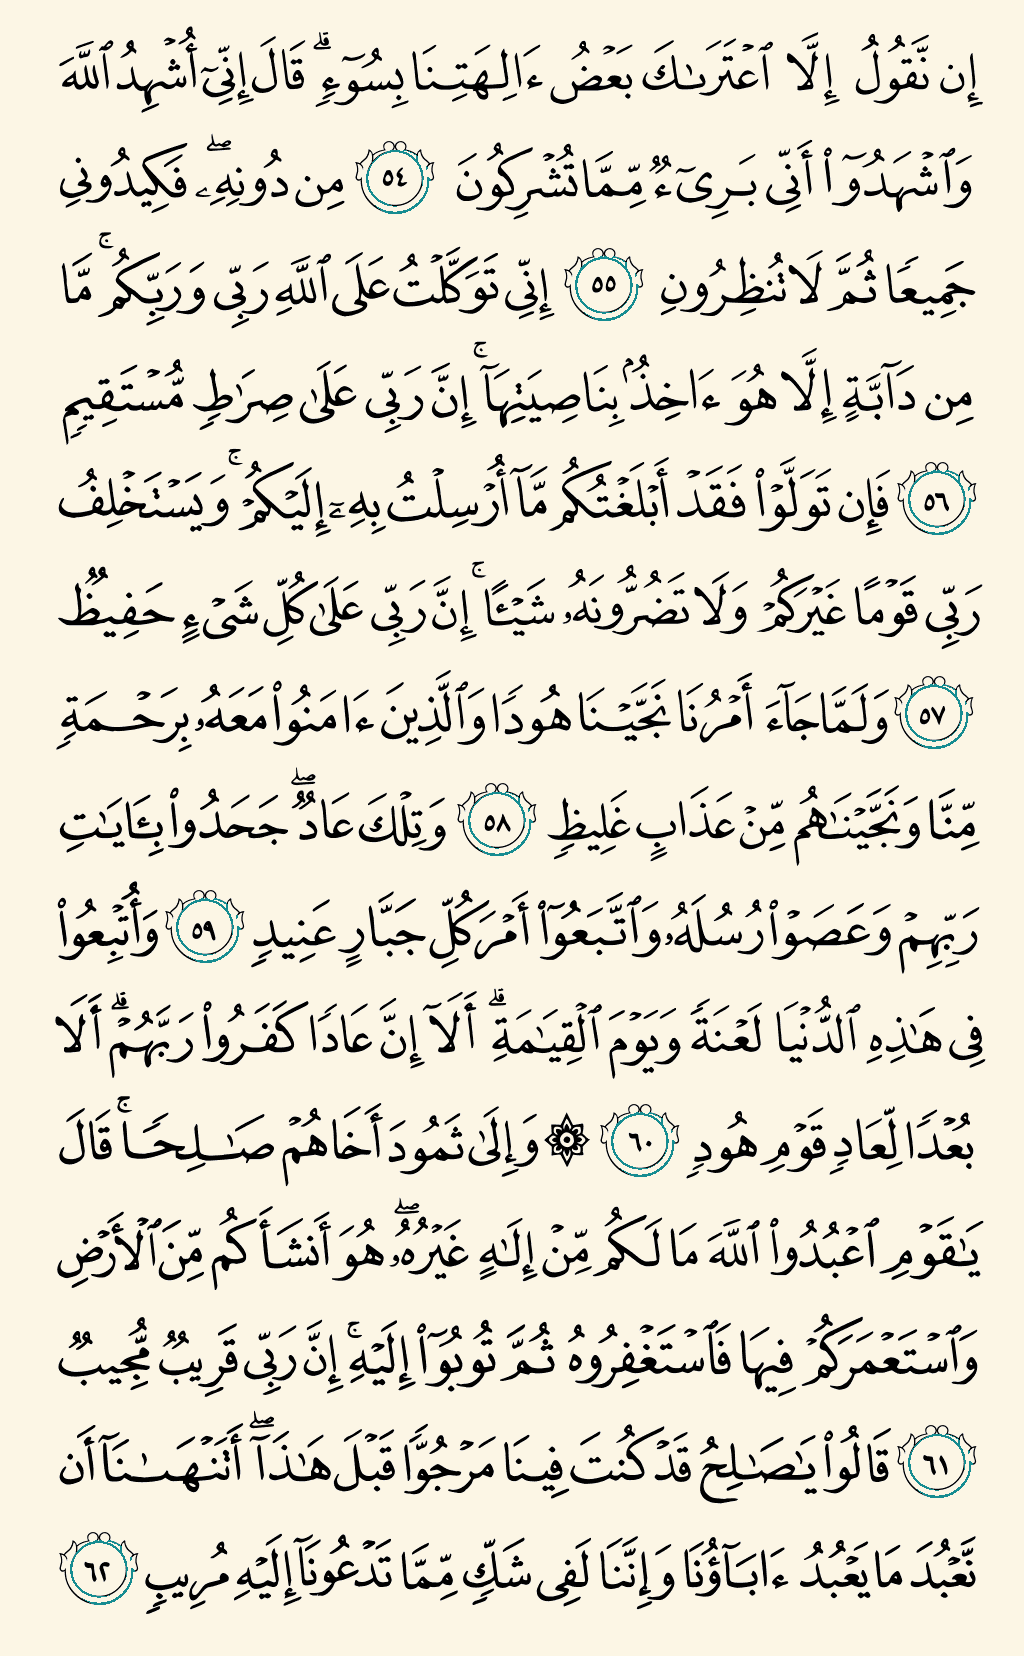 إِن نَّقُولُ إِلَّا ٱعْتَرَىٰكَ بَعْضُ ءَالِهَتِنَا بِسُوٓءٍۗ قَالَ إِنِّىٓ أُشْهِدُ ٱللَّهَ
وَٱشْهَدُوٓا۟ أَنِّى بَرِىٓءٌ مِّمَّا تُشْرِكُونَ ٥٤ مِن دُونِهِۦۖ فَكِيدُونِى
جَمِيعًا ثُمَّ لَا تُنظِرُونِ ٥٥ إِنِّى تَوَكَّلْتُ عَلَى ٱللَّهِ رَبِّى وَرَبِّكُمۚ مَّا
مِن دَآبَّةٍ إِلَّا هُوَ ءَاخِذٌۢ بِنَاصِيَتِهَآۚ إِنَّ رَبِّى عَلَىٰ صِرَٰطٍ مُّسْتَقِيمٍ
٥٦ فَإِن تَوَلَّوْا۟ فَقَدْ أَبْلَغْتُكُم مَّآ أُرْسِلْتُ بِهِۦٓ إِلَيْكُمْۚ وَيَسْتَخْلِفُ
رَبِّى قَوْمًا غَيْرَكُمْ وَلَا تَضُرُّونَهُۥ شَيْـًٔاۚ إِنَّ رَبِّى عَلَىٰ كُلِّ شَىْءٍ حَفِيظٌ
٥٧ وَلَمَّا جَآءَ أَمْرُنَا نَجَّيْنَا هُودًا وَٱلَّذِينَ ءَامَنُوا۟ مَعَهُۥ بِرَحْمَةٍ
مِّنَّا وَنَجَّيْنَٰهُم مِّنْ عَذَابٍ غَلِيظٍ ٥٨ وَتِلْكَ عَادٌۖ جَحَدُوا۟ بِـَٔايَٰتِ
رَبِّهِمْ وَعَصَوْا۟ رُسُلَهُۥ وَٱتَّبَعُوٓا۟ أَمْرَ كُلِّ جَبَّارٍ عَنِيدٍ ٥٩ وَأُتْبِعُوا۟
فِى هَٰذِهِ ٱلدُّنْيَا لَعْنَةً وَيَوْمَ ٱلْقِيَٰمَةِۗ أَلَآ إِنَّ عَادًا كَفَرُوا۟ رَبَّهُمْۗ أَلَا
بُعْدًا لِّعَادٍ قَوْمِ هُودٍ ٦٠ ۞ وَإِلَىٰ ثَمُودَ أَخَاهُمْ صَٰلِحًاۚ قَالَ
يَٰقَوْمِ ٱعْبُدُوا۟ ٱللَّهَ مَا لَكُم مِّنْ إِلَٰهٍ غَيْرُهُۥۖ هُوَ أَنشَأَكُم مِّنَ ٱلْأَرْضِ
وَٱسْتَعْمَرَكُمْ فِيهَا فَٱسْتَغْفِرُوهُ ثُمَّ تُوبُوٓا۟ إِلَيْهِۚ إِنَّ رَبِّى قَرِيبٌ مُّجِيبٌ
٦١ قَالُوا۟ يَٰصَٰلِحُ قَدْ كُنتَ فِينَا مَرْجُوًّا قَبْلَ هَٰذَآۖ أَتَنْهَىٰنَآ أَن
نَّعْبُدَ مَا يَعْبُدُ ءَابَآؤُنَا وَإِنَّنَا لَفِى شَكٍّ مِّمَّا تَدْعُونَآ إِلَيْهِ مُرِيبٍ ٦٢